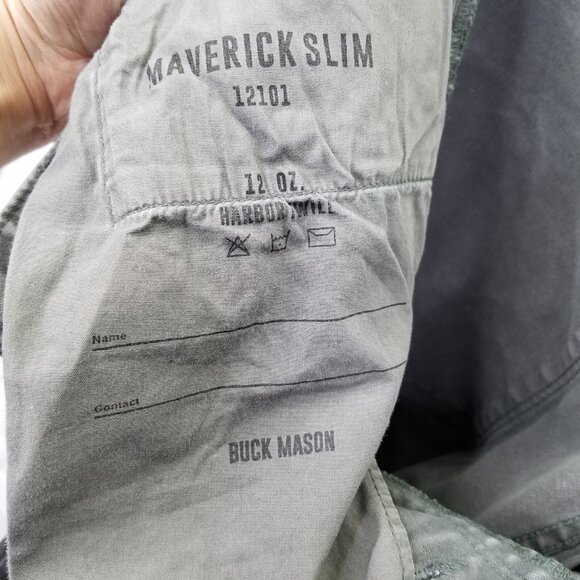 MAVERICK SLIM
12101
12 OZ.
HARBOR TWILL
Name
Contact
BUCK MASON